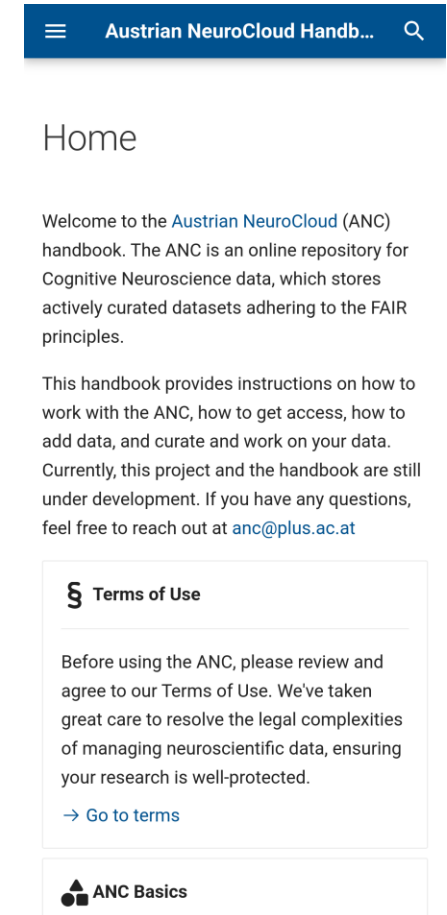 Austrian NeuroCloud Handb...
Home
Welcome to the Austrian NeuroCloud (ANC)
handbook. The ANC is an online repository for
Cognitive Neuroscience data, which stores
actively curated datasets adhering to the FAIR
principles.
This handbook provides instructions on how to
work with the ANC, how to get access, how to
add data, and curate and work on your data.
Currently, this project and the handbook are still
under development. If you have any questions,
feel free to reach out at anc@plus.ac.at
§ Terms of Use
Before using the ANC, please review and
agree to our Terms of Use. We've taken
great care to resolve the legal complexities
of managing neuroscientific data, ensuring
your research is well-protected.
→ Go to terms
ANC Basics